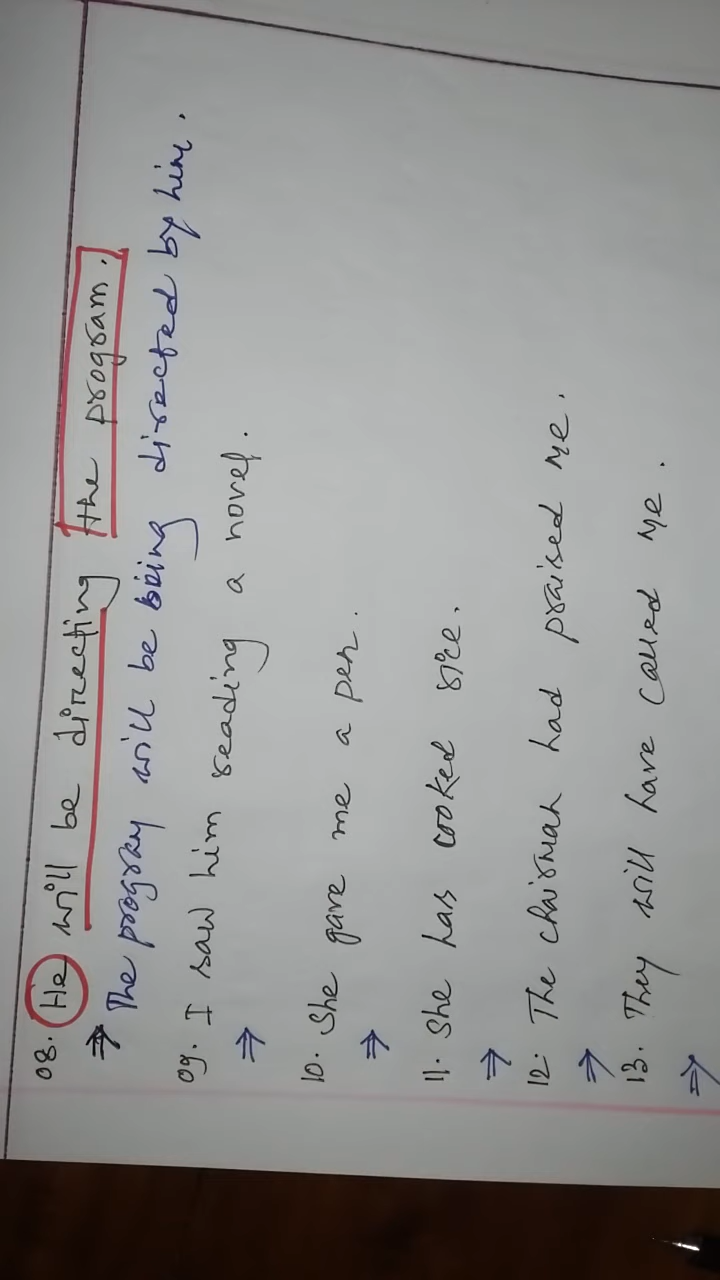 08. He will be directing the program.
⇒ The program will be being directed by him.
09. I saw him reading a novel.
⇒
10. She gave me a pen.
⇒
11. She has cooked rice.
⇒
12. The chairman had praised me.
⇒
13. They will have called me.
⇒